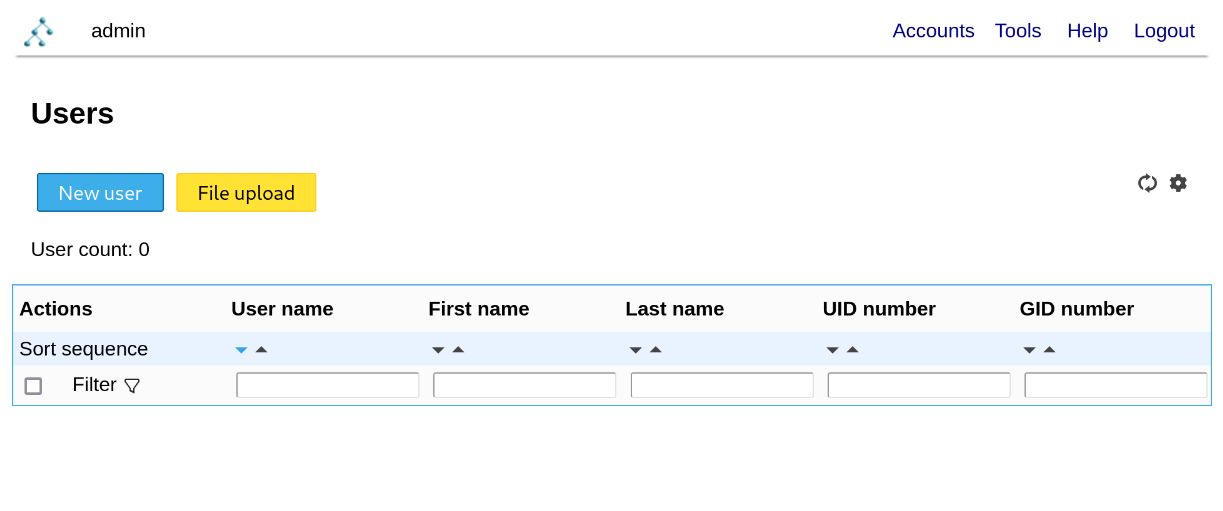 admin Accounts Tools Help Logout
Users
New user File upload
User count: 0
Actions User name First name Last name UID number GID number
Sort sequence
Filter